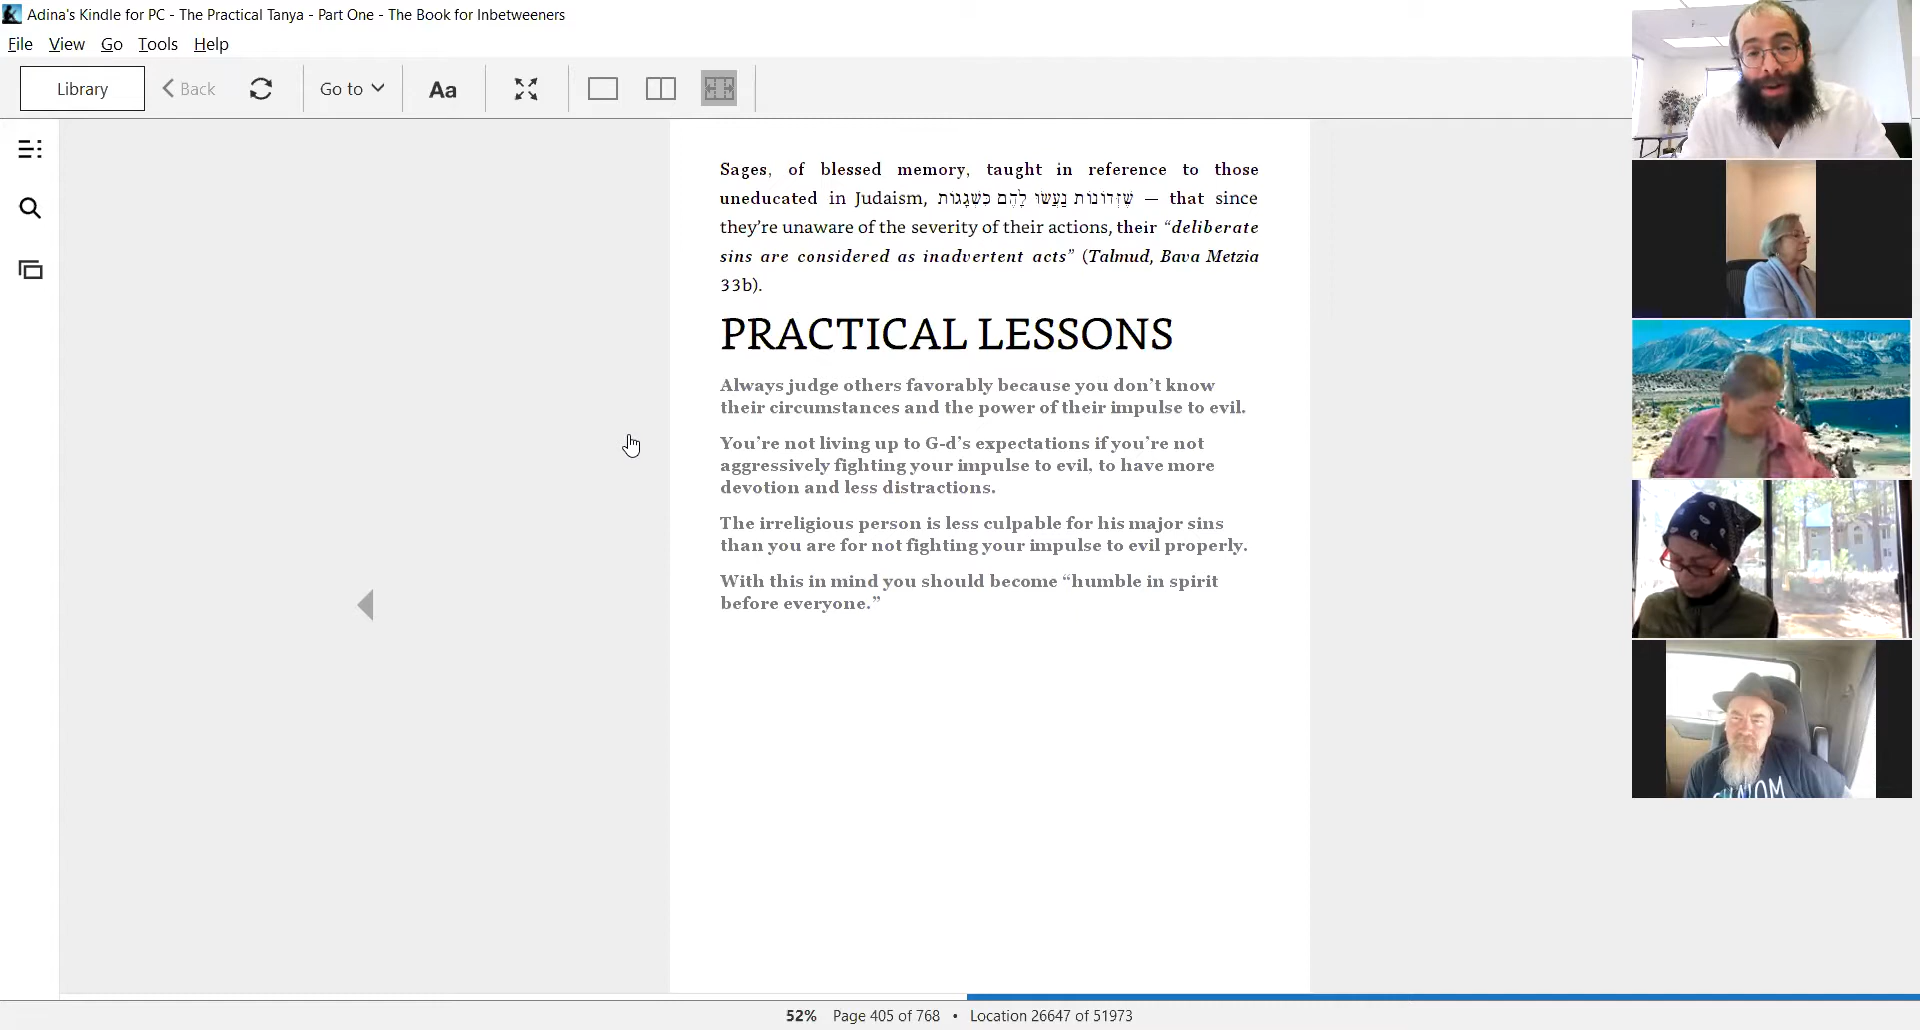 Adina's Kindle for PC - The Practical Tanya - Part One - The Book for Inbetweeners
File View Go Tools Help
Library Back Go to Aa
Sages, of blessed memory, taught in reference to those
uneducated in Judaism, שֶׁזְּדוֹנוֹת נַעֲשׂוּ לָהֶם כִּשְׁגָגוֹת — that since
they're unaware of the severity of their actions, their “deliberate
sins are considered as inadvertent acts” (Talmud, Bava Metzia
33b).
PRACTICAL LESSONS
Always judge others favorably because you don’t know
their circumstances and the power of their impulse to evil.
You’re not living up to G-d’s expectations if you’re not
aggressively fighting your impulse to evil, to have more
devotion and less distractions.
The irreligious person is less culpable for his major sins
than you are for not fighting your impulse to evil properly.
With this in mind you should become “humble in spirit
before everyone.”
SHALOM
52% Page 405 of 768 • Location 26647 of 51973